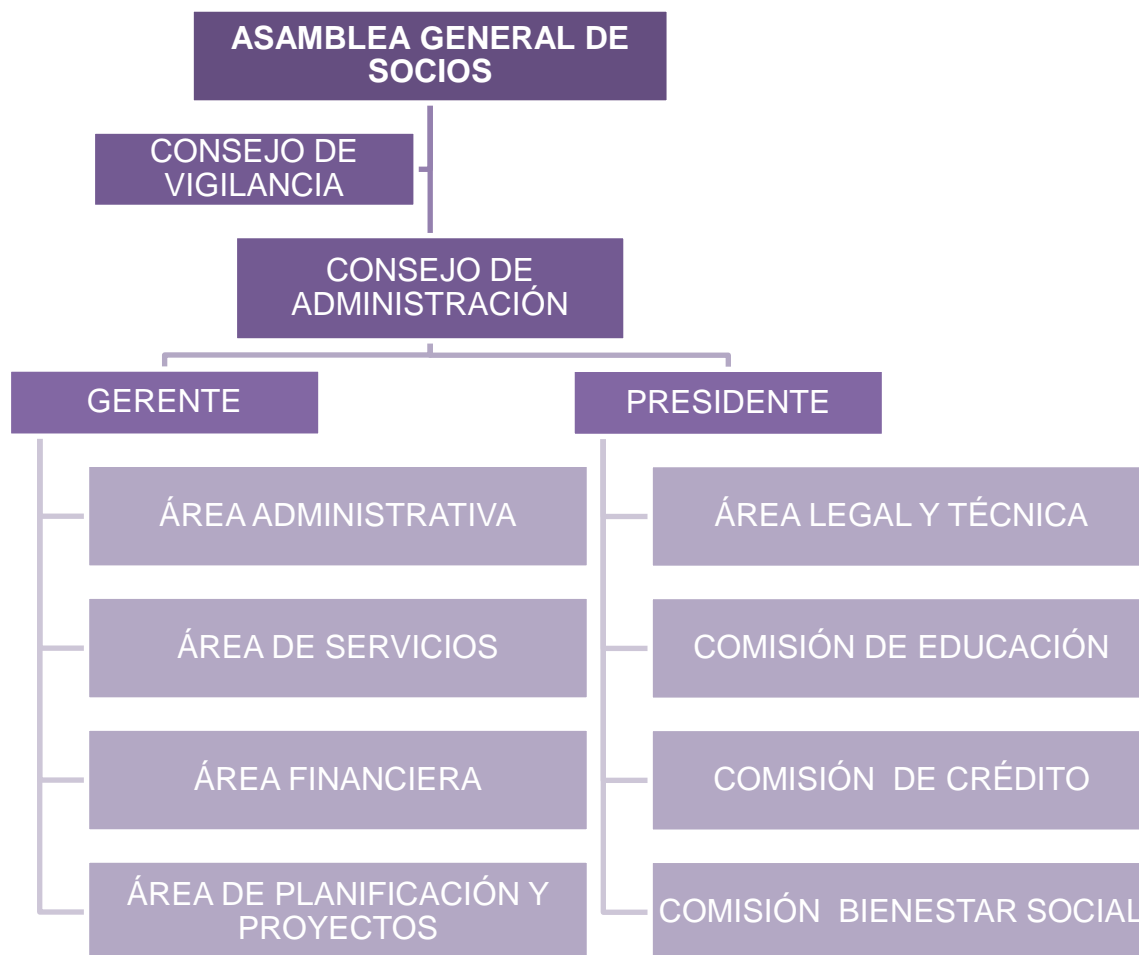 ASAMBLEA GENERAL DE
SOCIOS
CONSEJO DE
VIGILANCIA
CONSEJO DE
ADMINISTRACIÓN
GERENTE
PRESIDENTE
ÁREA ADMINISTRATIVA
ÁREA LEGAL Y TÉCNICA
ÁREA DE SERVICIOS
COMISIÓN DE EDUCACIÓN
ÁREA FINANCIERA
COMISIÓN DE CRÉDITO
ÁREA DE PLANIFICACIÓN Y
PROYECTOS
COMISIÓN BIENESTAR SOCIAL